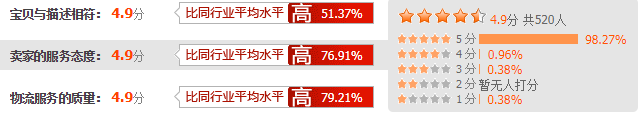 宝贝与描述相符: 4.9分 比同行业平均水平 高 51.37%
卖家的服务态度: 4.9分 比同行业平均水平 高 76.91%
物流服务的质量: 4.9分 比同行业平均水平 高 79.21%
4.9分 共520人
5分 98.27%
4分 0.96%
3分 0.38%
2分 暂无人打分
1分 0.38%